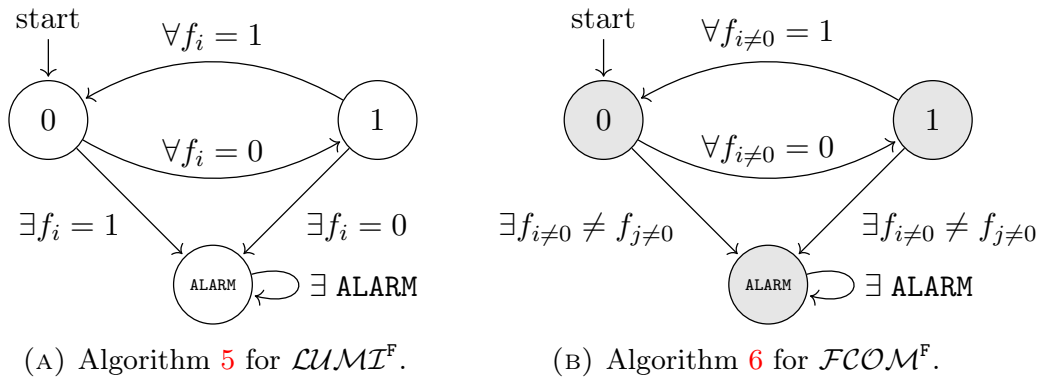 start
∀f_i = 1
0
1
∀f_i = 0
∃f_i = 1
∃f_i = 0
ALARM
∃ ALARM
(A) Algorithm 5 for 𝓛𝓤𝓜𝓘^F.
start
∀f_{i≠0} = 1
0
1
∀f_{i≠0} = 0
∃f_{i≠0} ≠ f_{j≠0}
∃f_{i≠0} ≠ f_{j≠0}
ALARM
∃ ALARM
(B) Algorithm 6 for 𝓕𝓒𝓞𝓜^F.